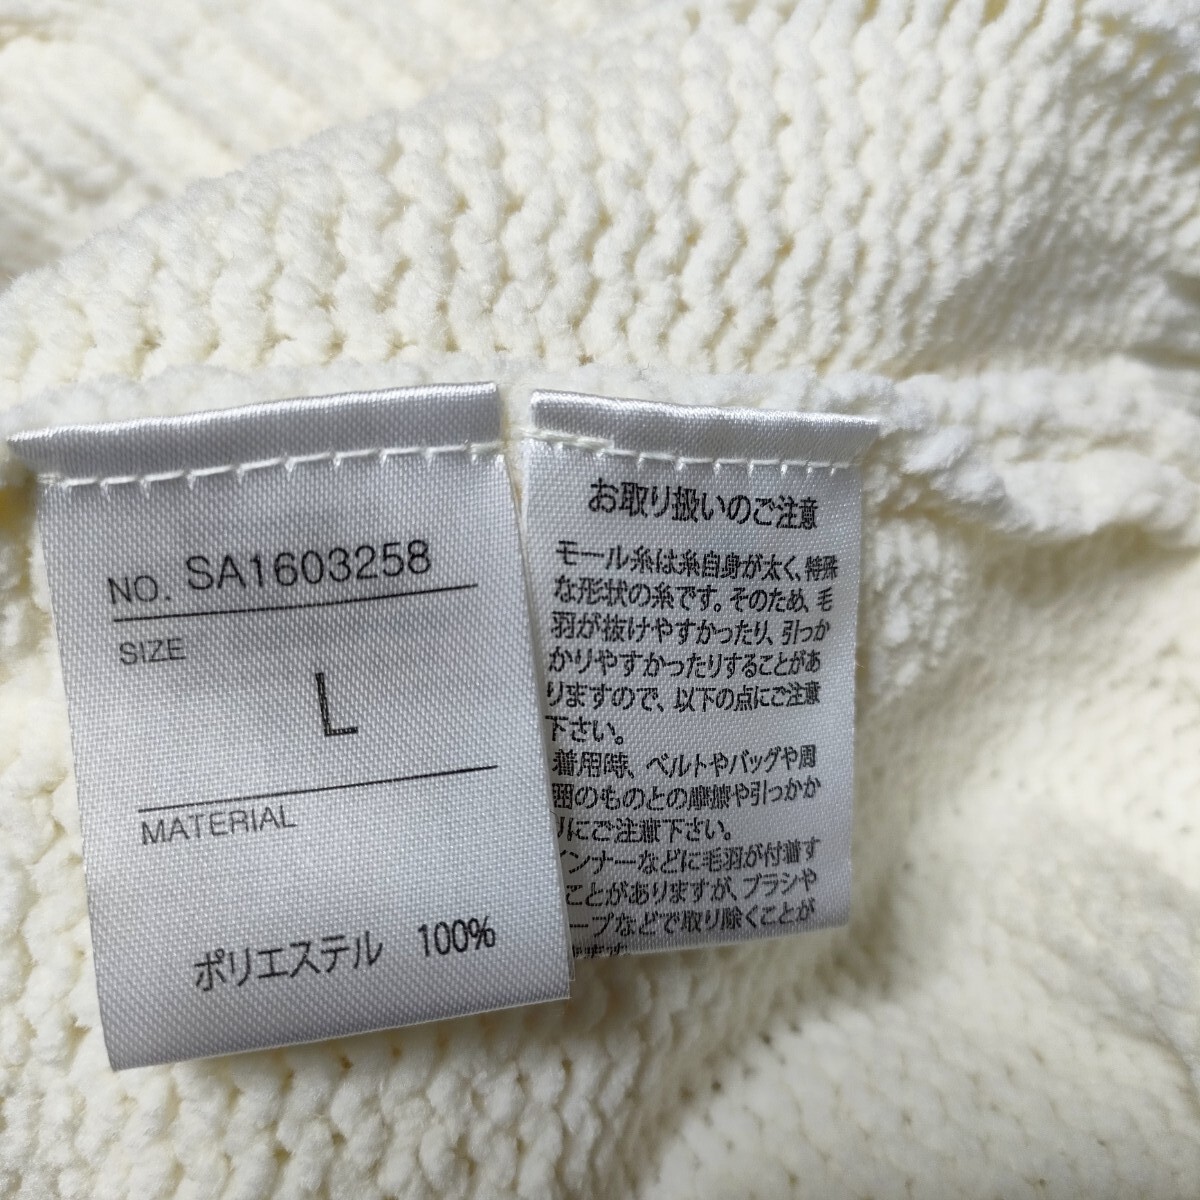 NO. SA1603258
SIZE
L
MATERIAL
ポリエステル 100%
お取り扱いのご注意
モール糸は糸自身が太く、特殊
な形状の糸です。そのため、毛
羽が抜けやすかったり、引っか
かりやすかったりすることがあ
りますので、以下の点にご注意
下さい。
着用時、ベルトやバッグや周
囲のものとの摩擦や引っかか
りにご注意下さい。
インナーなどに毛羽が付着す
ことがありますが、ブラシや
ープなどで取り除くことが
ます